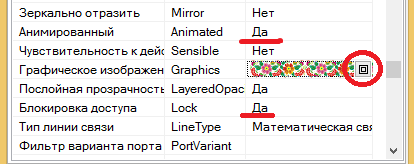 Зеркально отразить Mirror Нет
Анимированный Animated Да
Чувствительность к дейс Sensible Нет
Графическое изображен Graphics
Послойная прозрачность LayeredOpac Да
Блокировка доступа Lock Да
Тип линии связи LineType Математическая свя
Фильтр варианта порта PortVariant